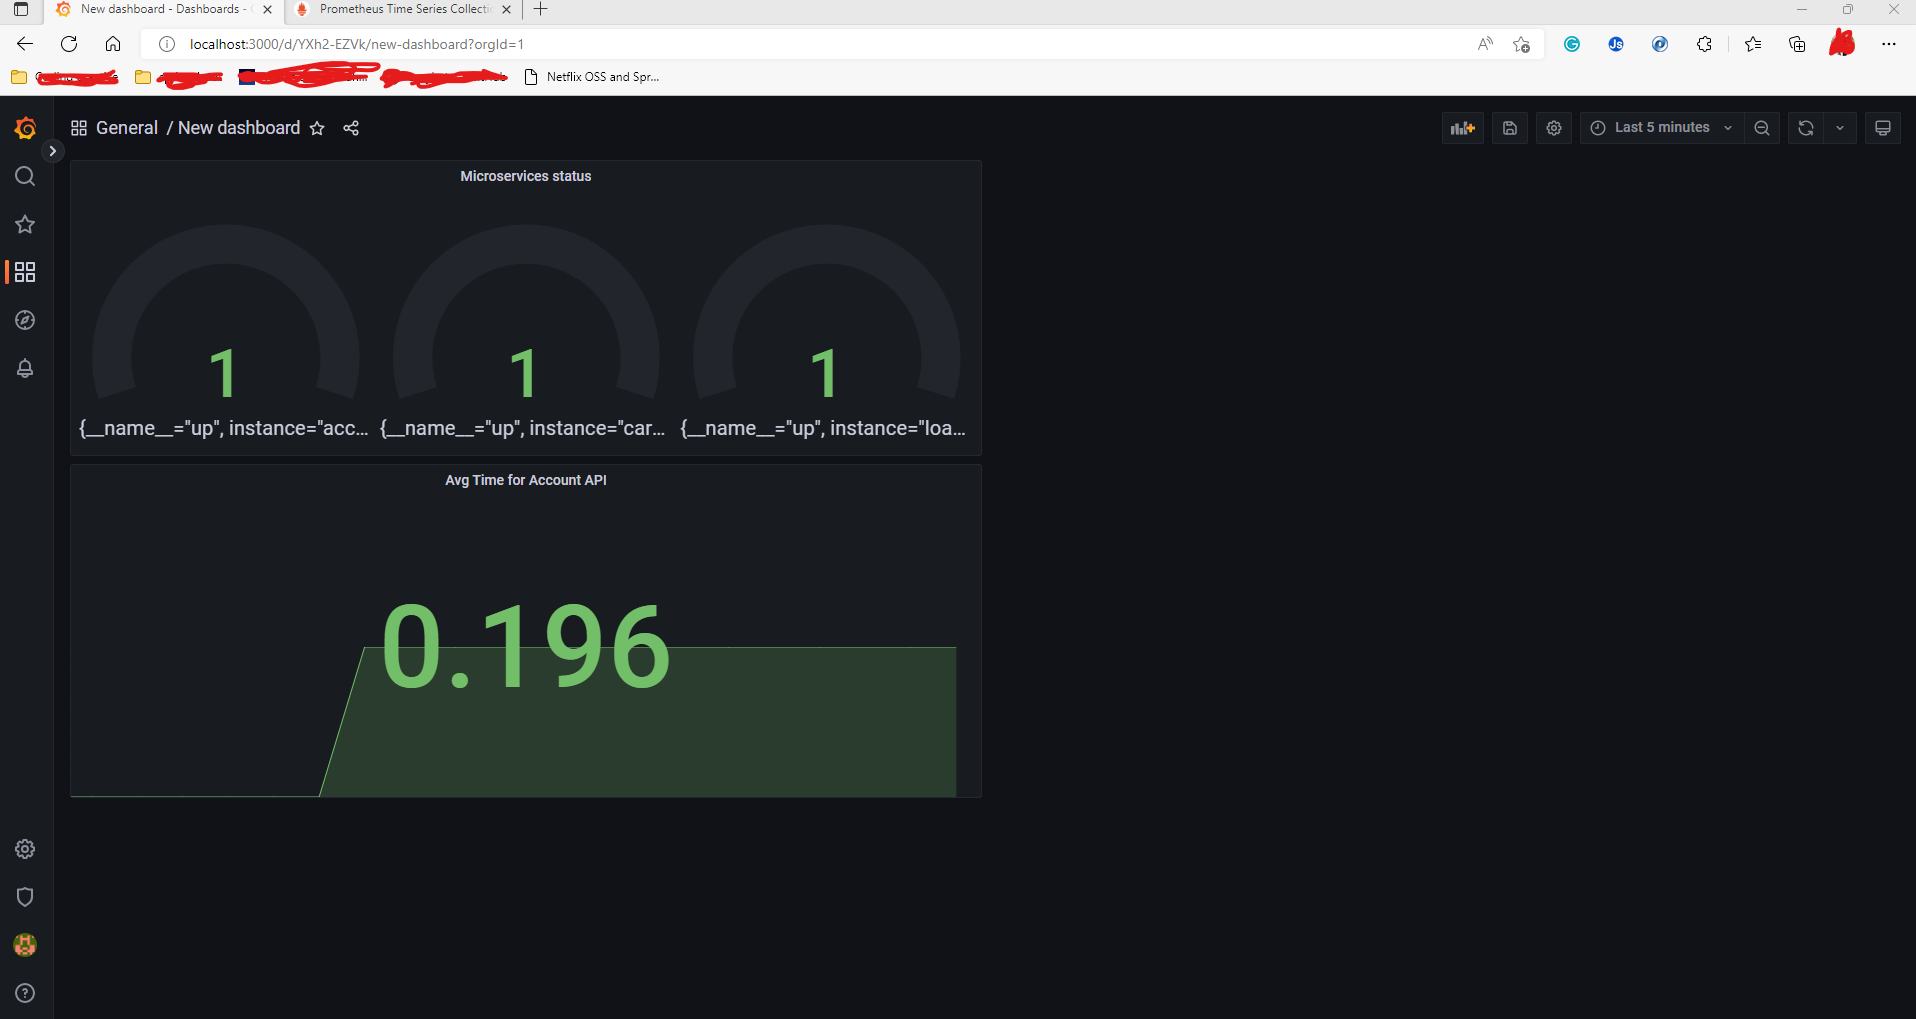 New dashboard - Dashboards -
Prometheus Time Series Collecti
localhost:3000/d/YXh2-EZVk/new-dashboard?orgId=1
Netflix OSS and Spr...
General / New dashboard
Last 5 minutes
Microservices status
1 1 1
{__name__="up", instance="acc... {__name__="up", instance="car... {__name__="up", instance="loa...
Avg Time for Account API
0.196